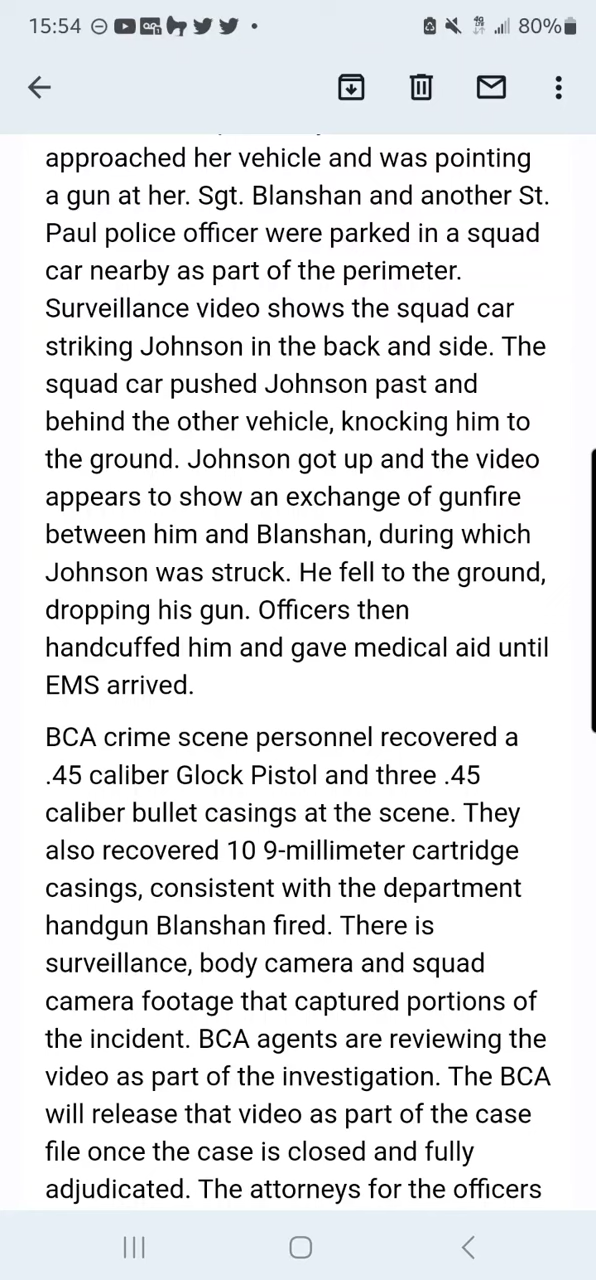 15:54
80%
approached her vehicle and was pointing
a gun at her. Sgt. Blanshan and another St.
Paul police officer were parked in a squad
car nearby as part of the perimeter.
Surveillance video shows the squad car
striking Johnson in the back and side. The
squad car pushed Johnson past and
behind the other vehicle, knocking him to
the ground. Johnson got up and the video
appears to show an exchange of gunfire
between him and Blanshan, during which
Johnson was struck. He fell to the ground,
dropping his gun. Officers then
handcuffed him and gave medical aid until
EMS arrived.
BCA crime scene personnel recovered a
.45 caliber Glock Pistol and three .45
caliber bullet casings at the scene. They
also recovered 10 9-millimeter cartridge
casings, consistent with the department
handgun Blanshan fired. There is
surveillance, body camera and squad
camera footage that captured portions of
the incident. BCA agents are reviewing the
video as part of the investigation. The BCA
will release that video as part of the case
file once the case is closed and fully
adjudicated. The attorneys for the officers